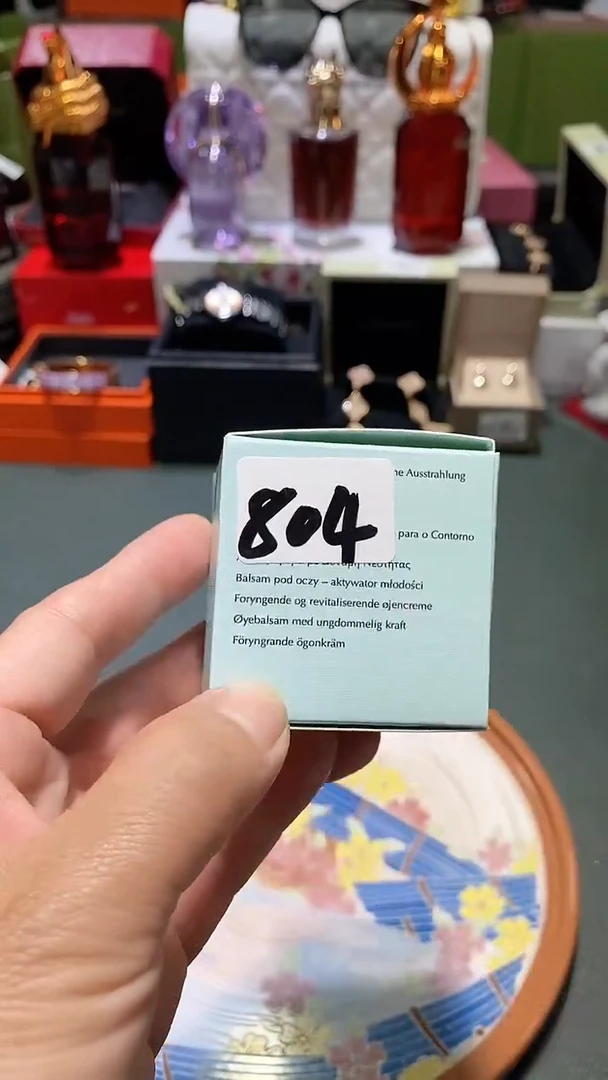 804
ne Ausstrahlung
para o Contorno
Νεότητας
Balsam pod oczy – aktywator młodości
Foryngende og revitaliserende øjencreme
Øyebalsam med ungdommelig kraft
Föryngrande ögonkräm